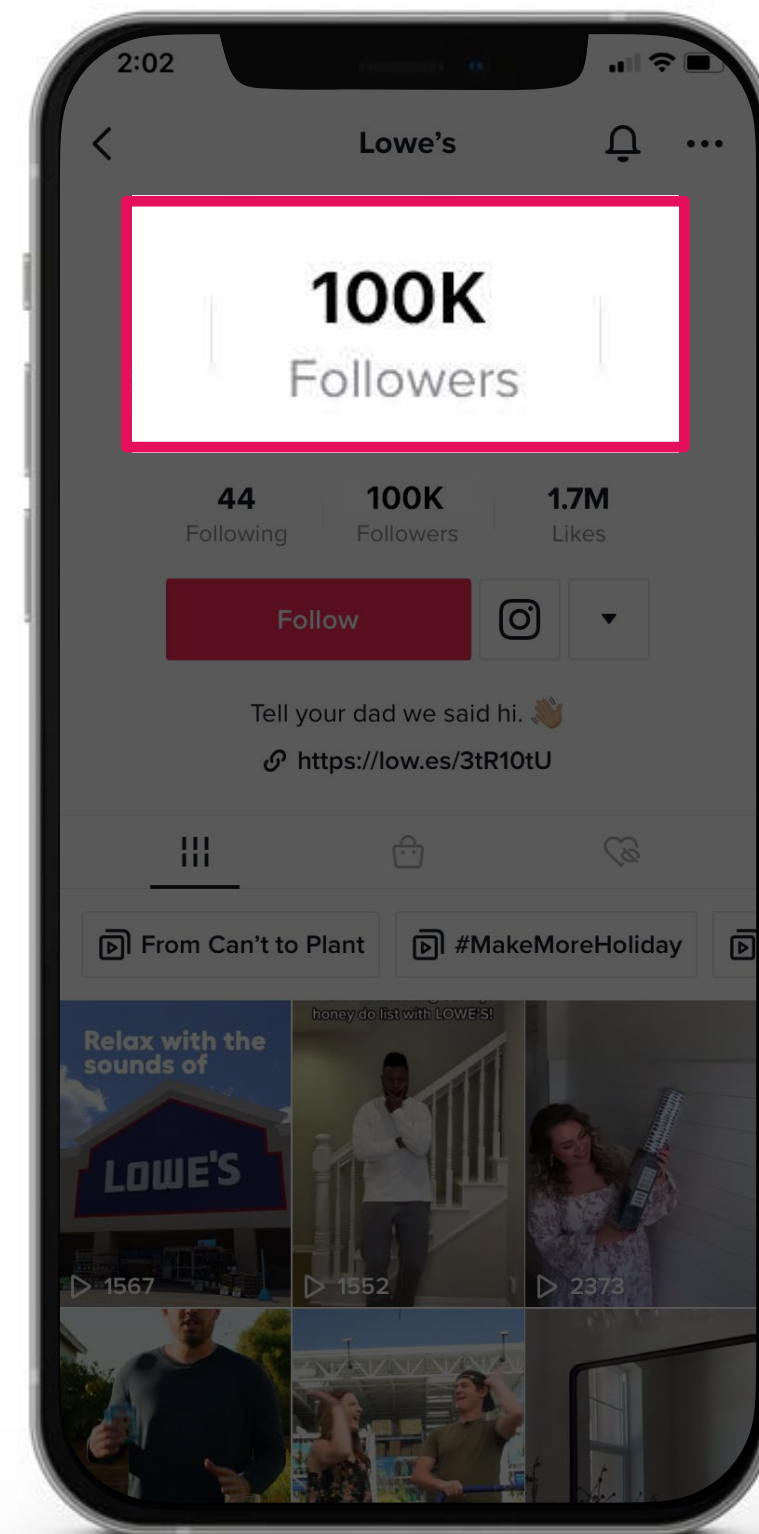 2:02
Lowe's
100K
Followers
44 100K 1.7M
Following Followers Likes
Follow
Tell your dad we said hi. 👋🏼
https://low.es/3tR10tU
From Can't to Plant #MakeMoreHoliday
Relax with the
sounds of
LOWE'S
1567
honey do list with LOWE'S!
1552
2373